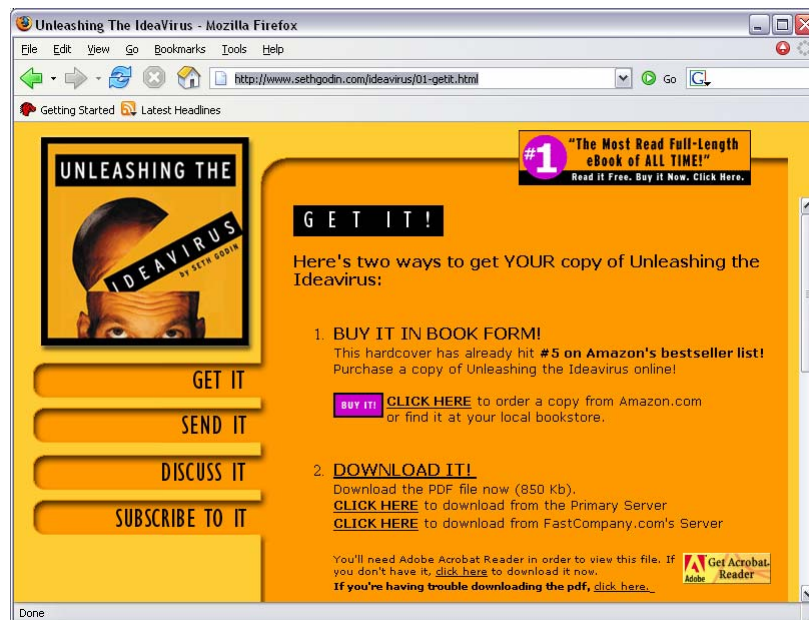 Unleashing The IdeaVirus - Mozilla Firefox
File Edit View Go Bookmarks Tools Help
http://www.sethgodin.com/ideavirus/01-getit.html
Go
G
Getting Started Latest Headlines
UNLEASHING THE
IDEAVIRUS
BY SETH GODIN
#1
"The Most Read Full-Length
eBook of ALL TIME!"
Read it Free. Buy it Now. Click Here.
GET IT!
Here's two ways to get YOUR copy of Unleashing the
Ideavirus:
1. BUY IT IN BOOK FORM!
This hardcover has already hit #5 on Amazon's bestseller list!
Purchase a copy of Unleashing the Ideavirus online!
BUY IT!
CLICK HERE to order a copy from Amazon.com
or find it at your local bookstore.
GET IT
SEND IT
DISCUSS IT
SUBSCRIBE TO IT
2. DOWNLOAD IT!
Download the PDF file now (850 Kb).
CLICK HERE to download from the Primary Server
CLICK HERE to download from FastCompany.com's Server
You'll need Adobe Acrobat Reader in order to view this file. If
you don't have it, click here to download it now.
If you're having trouble downloading the pdf, click here.
Get Acrobat
Reader
Adobe
Done